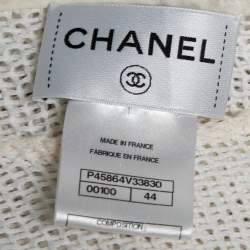 CHANEL
MADE IN FRANCE
FABRIQUE EN FRANCE
P45864V33830
00100 44
COMPOSITION